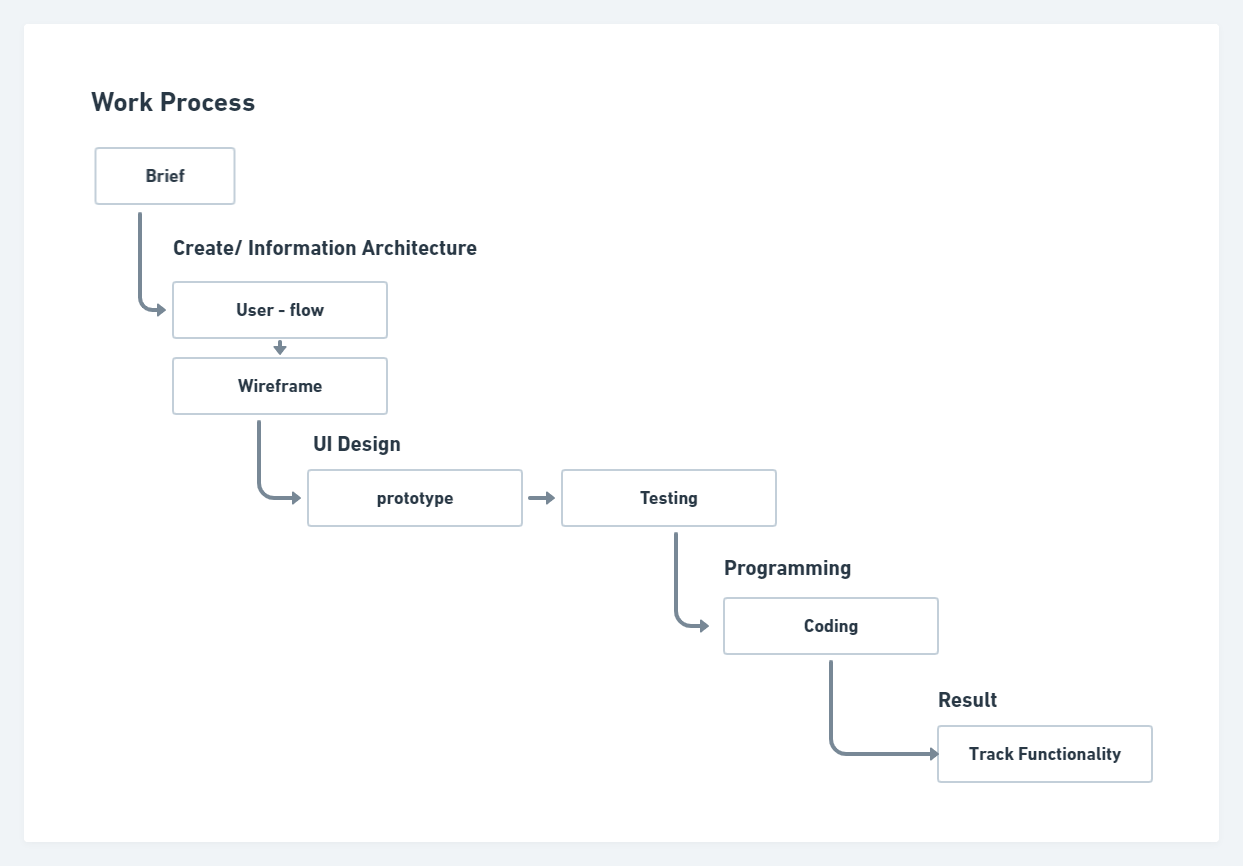 Work Process
Brief
Create/ Information Architecture
User - flow
Wireframe
UI Design
prototype
Testing
Programming
Coding
Result
Track Functionality